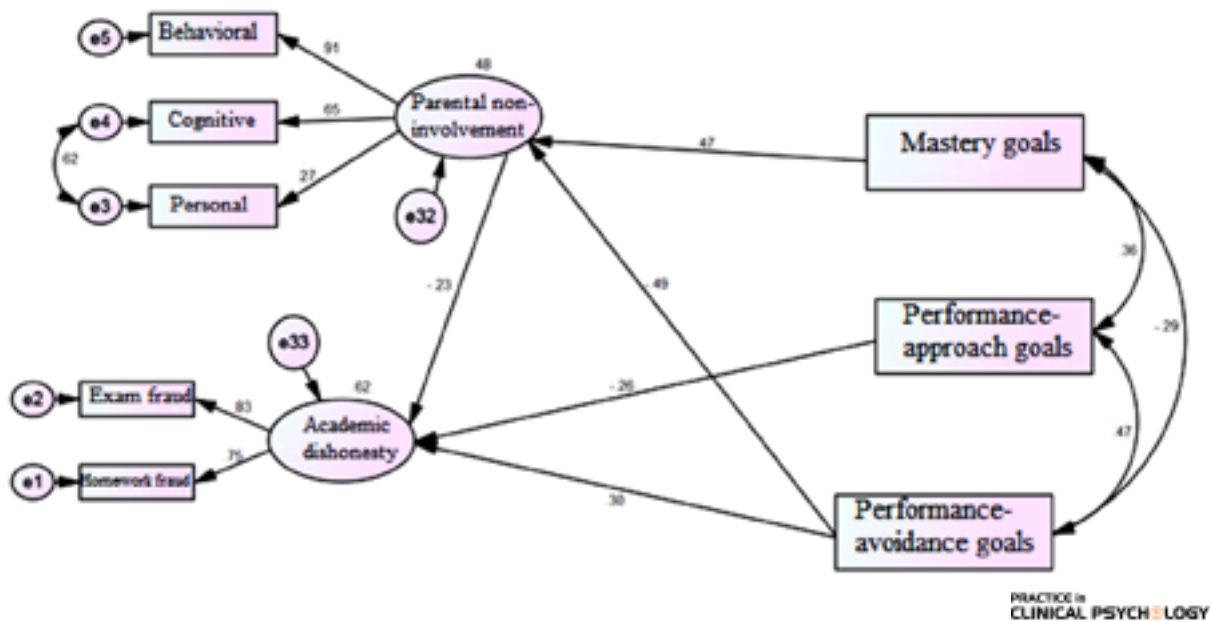 e5
Behavioral
91
48
e4
Cognitive
65
Parental non-
involvement
62
27
e3
Personal
e32
47
Mastery goals
36
- 23
- 49
Performance-
approach goals
- 29
e33
62
- 26
e2
Exam fraud
83
Academic
dishonesty
47
75
e1
Homework fraud
30
Performance-
avoidance goals
PRACTICE in
CLINICAL PSYCHOLOGY